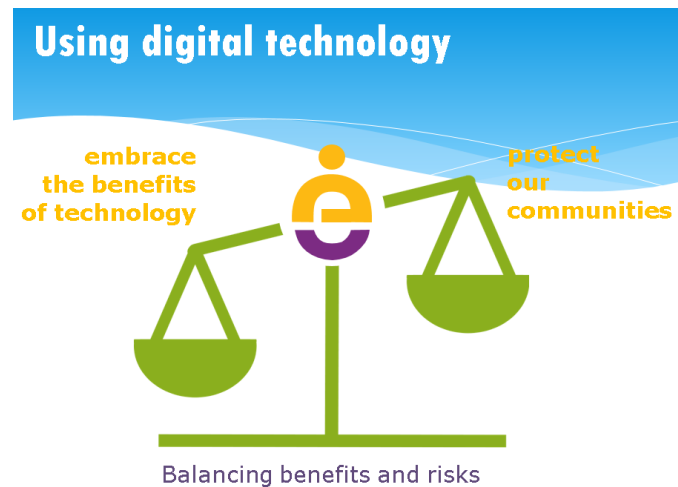 Using digital technology
embrace
the benefits
of technology
protect
our
communities
e
Balancing benefits and risks